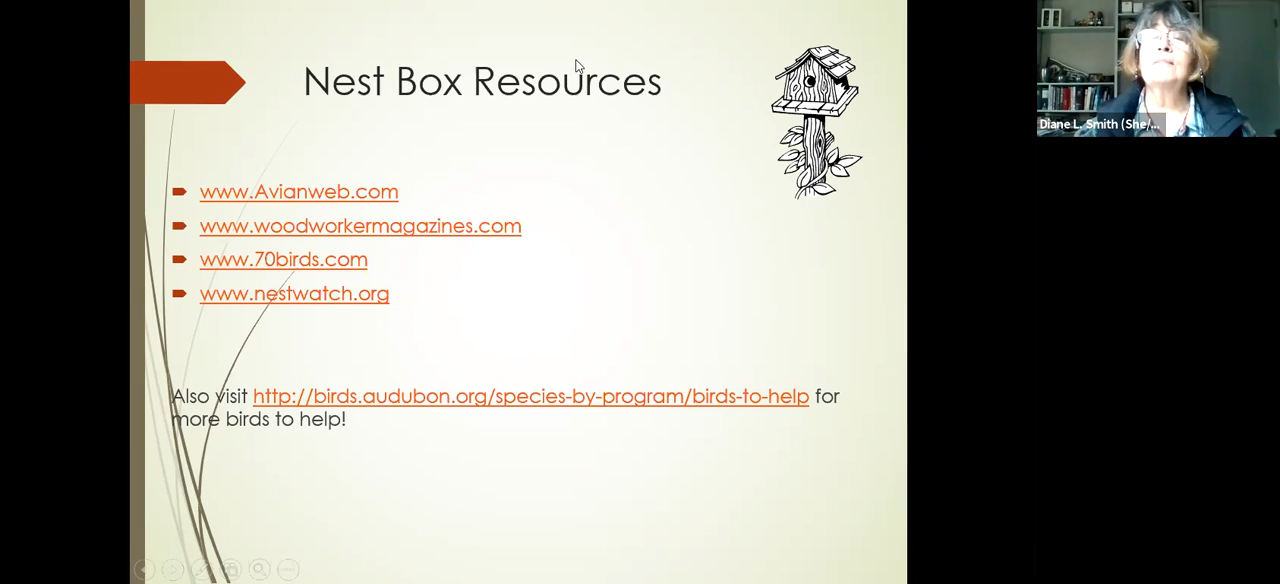 Nest Box Resources
www.Avianweb.com
www.woodworkermagazines.com
www.70birds.com
www.nestwatch.org
Also visit http://birds.audubon.org/species-by-program/birds-to-help for
more birds to help!
Diane L. Smith (She/...